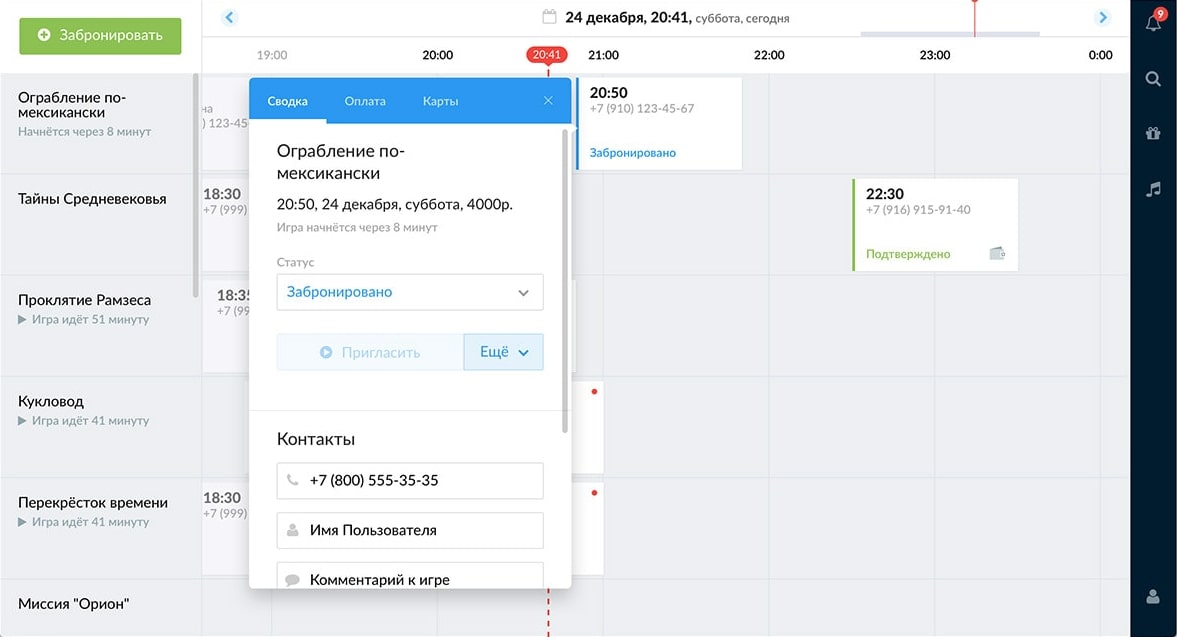 Забронировать
24 декабря, 20:41, суббота, сегодня
9
19:00 20:00 20:41 21:00 22:00 23:00 0:00
Ограбление по-
мексикански
Начнётся через 8 минут
Тайны Средневековья
Проклятие Рамзеса
Игра идёт 51 минуту
Кукловод
Игра идёт 41 минуту
Перекрёсток времени
Игра идёт 41 минуту
Миссия "Орион"
на
) 123-45
18:30
+7 (999)
18:35
+7 (99
18:30
+7 (999)
Сводка Оплата Карты
Ограбление по-
мексикански
20:50, 24 декабря, суббота, 4000р.
Игра начнётся через 8 минут
Статус
Забронировано
Пригласить Ещё
Контакты
+7 (800) 555-35-35
Имя Пользователя
Комментарий к игре
20:50
+7 (910) 123-45-67
Забронировано
22:30
+7 (916) 915-91-40
Подтверждено